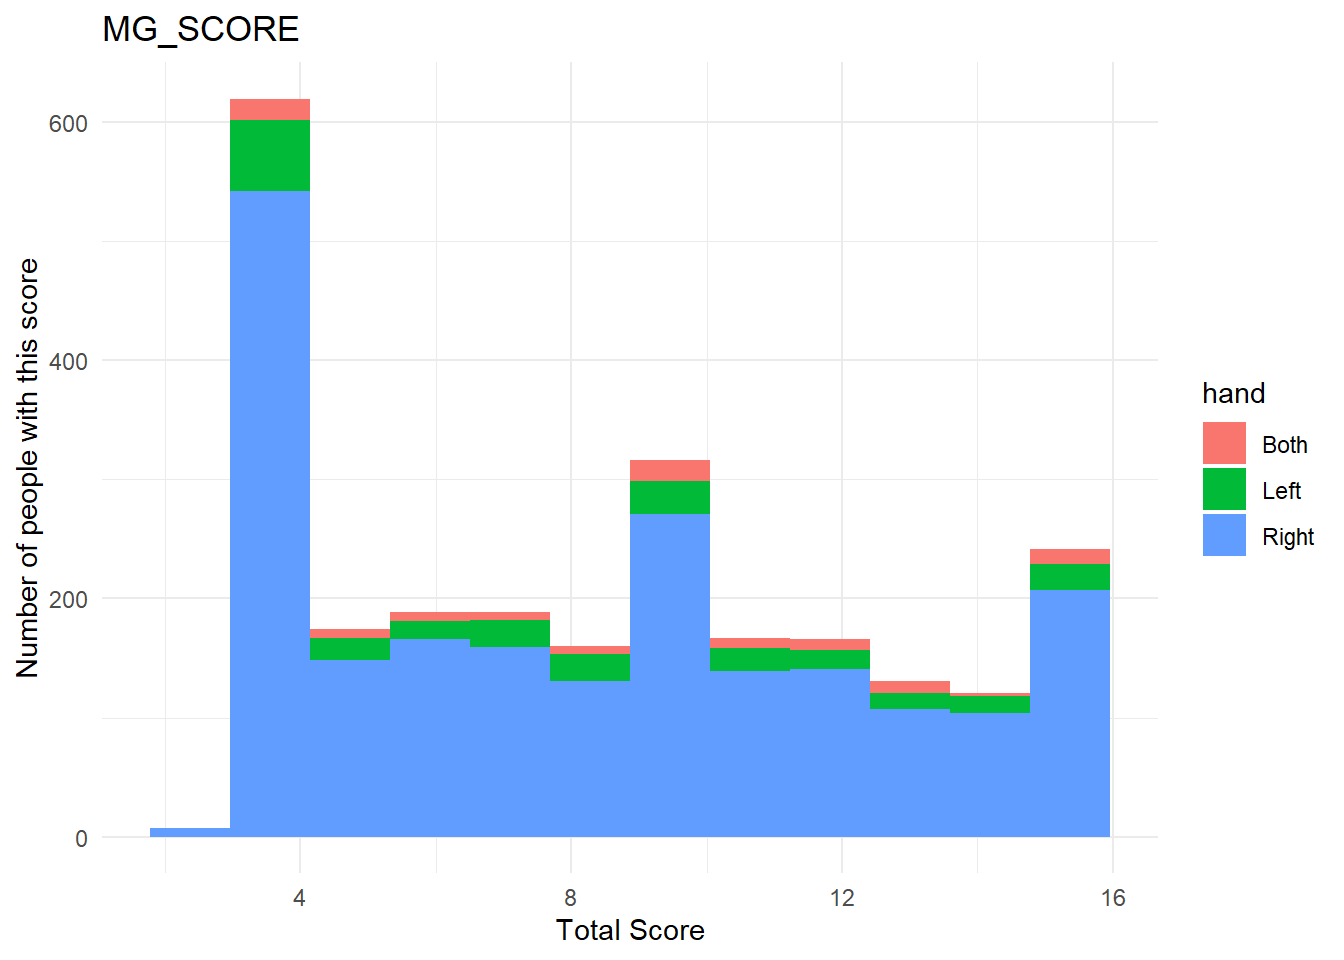 MG_SCORE
Number of people with this score
600
400
200
0
4 8 12 16
Total Score
hand
Both
Left
Right